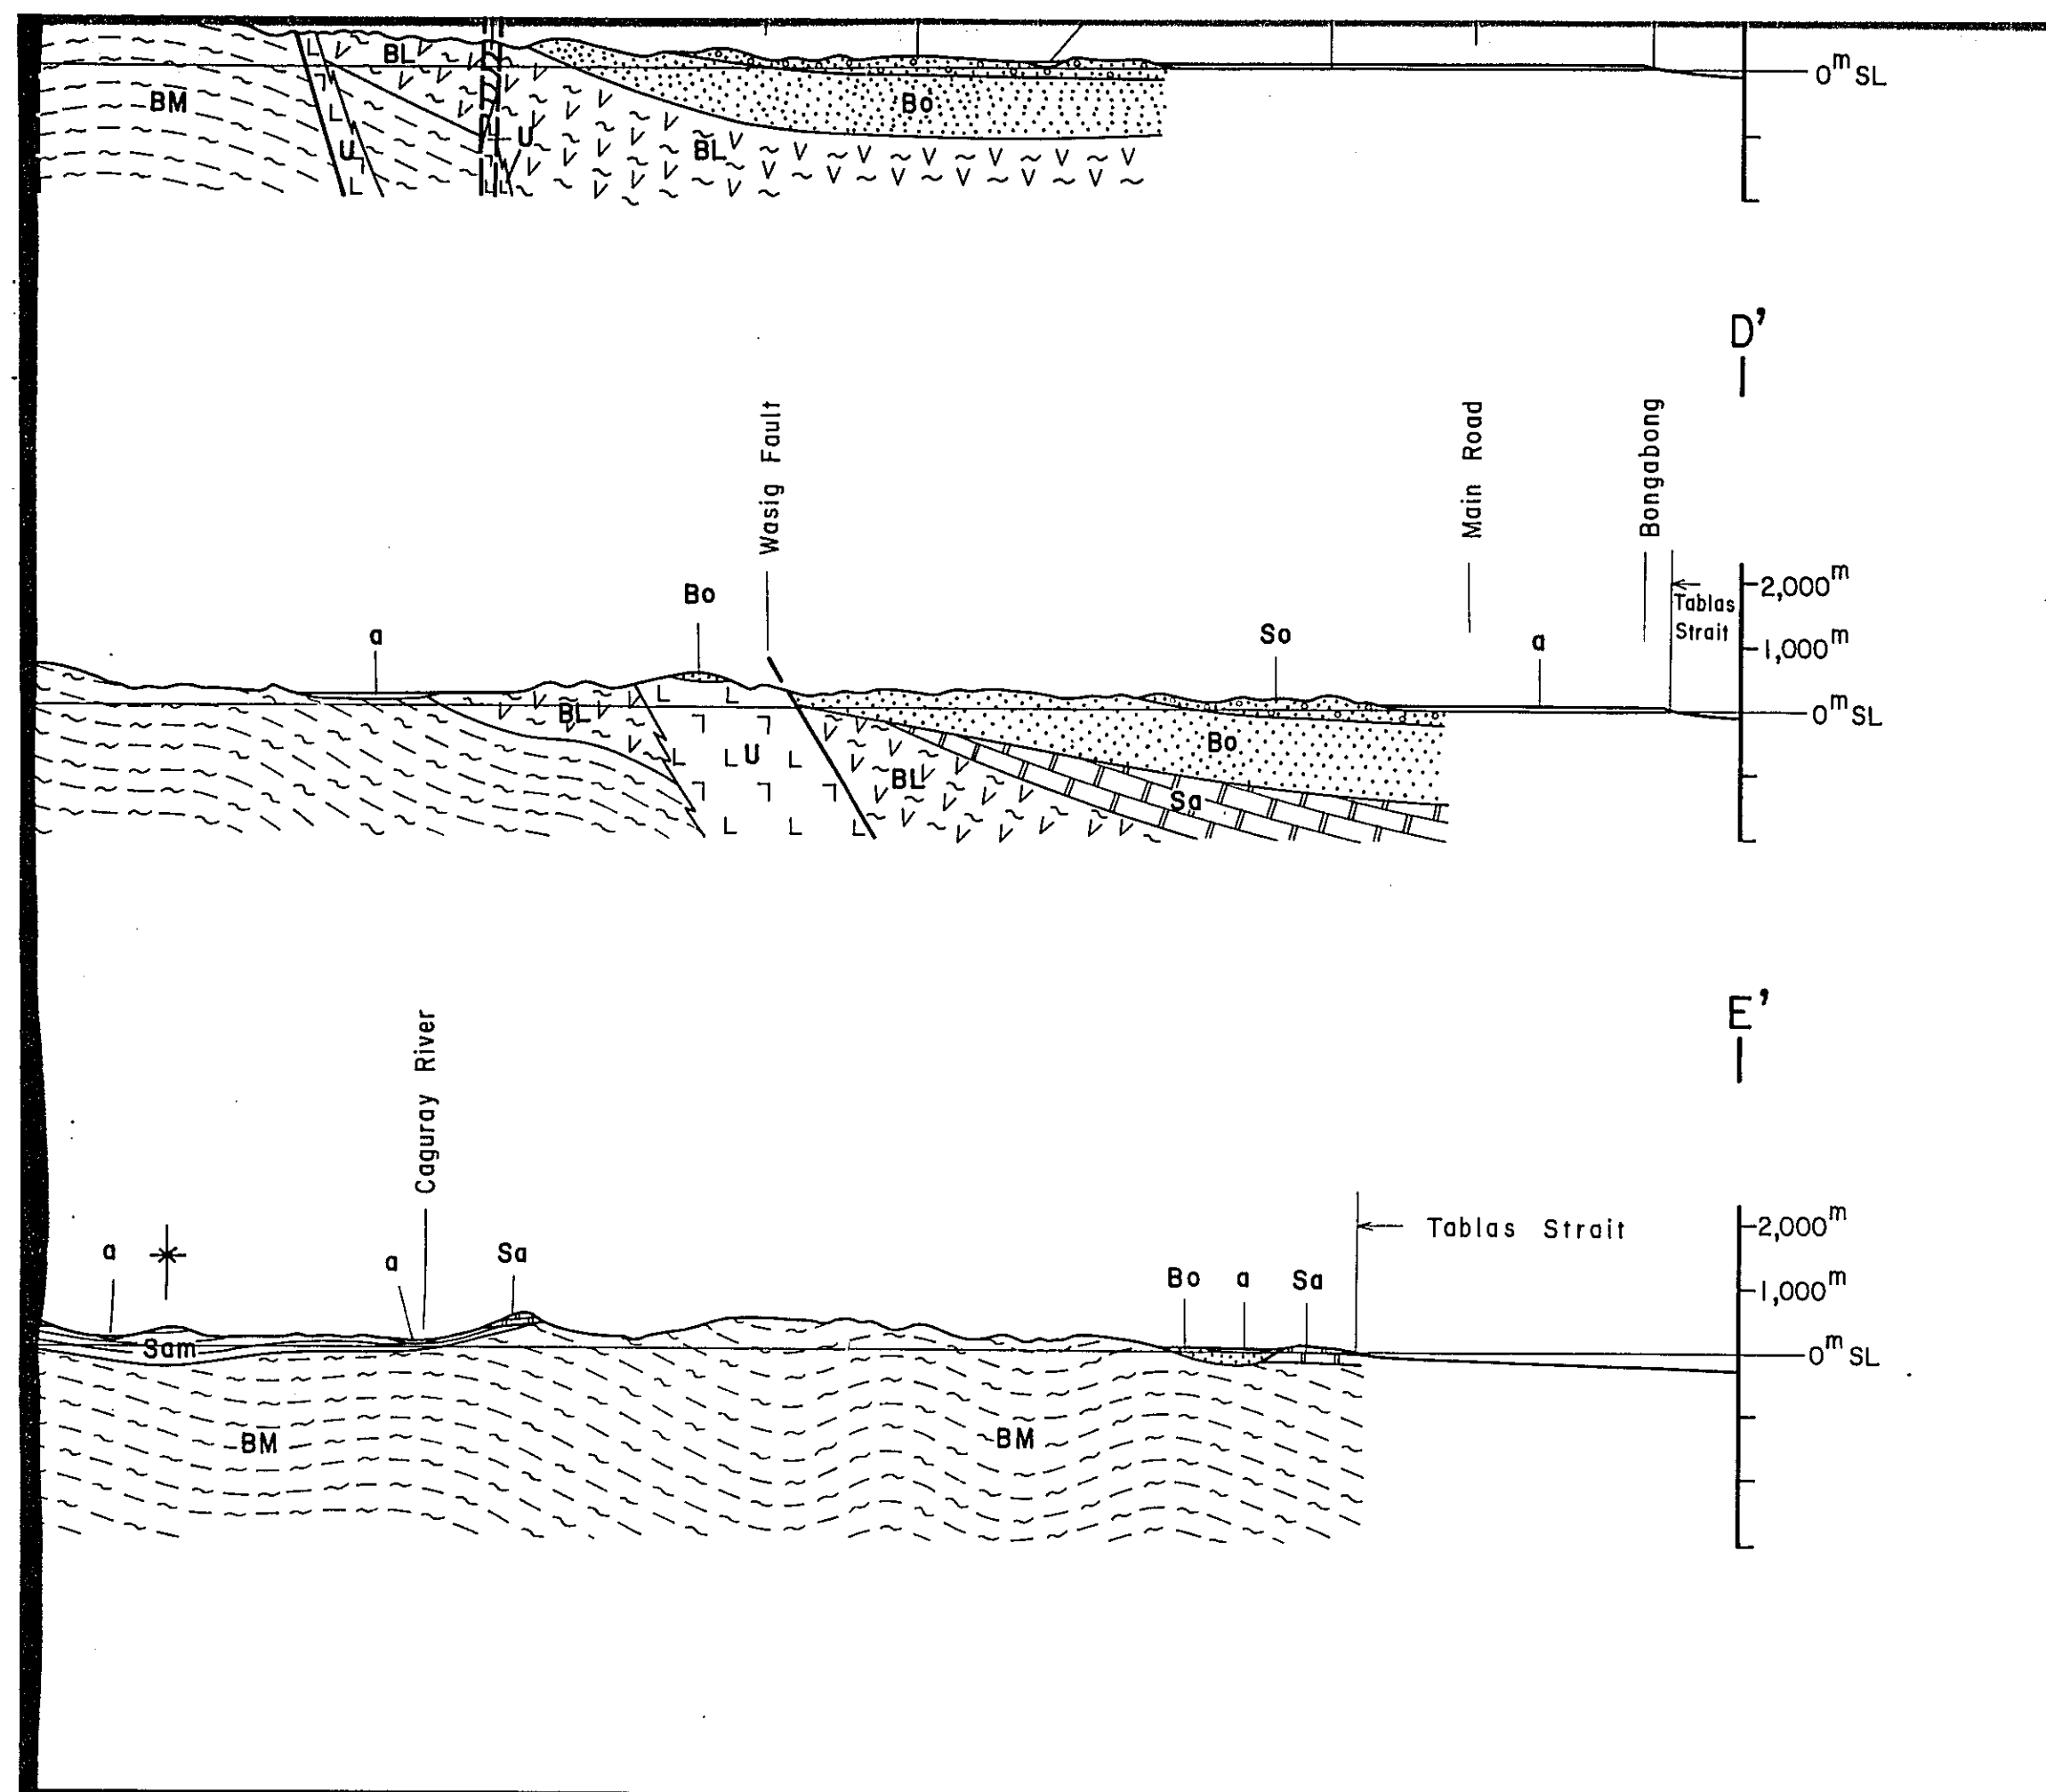 BL
0m SL
BM
Bo
U
U
BL
D'
Wasig Fault
Main Road
Bongabong
2,000m
Bo
Tablas
Strait
a
So
a
1,000m
0m SL
BL
Bo
U
BL
Sa
E'
Caguray River
2,000m
Tablas Strait
a
a
Sa
Bo
a
Sa
1,000m
Sam
0m SL
BM
BM